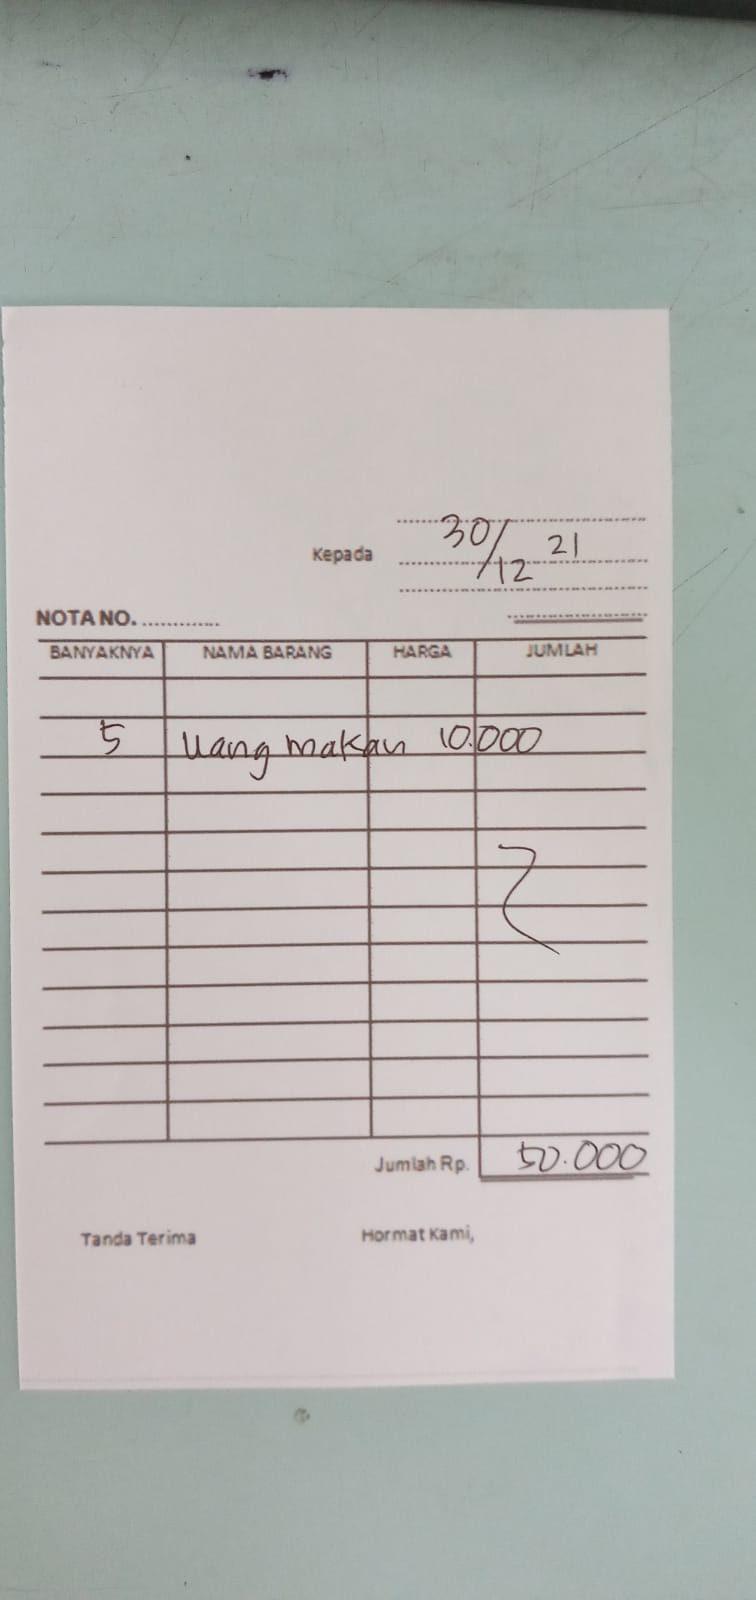 30/12 21
Kepada
NOTA NO. ............
BANYAKNYA NAMA BARANG HARGA JUMLAH
5 Uang makan 10.000
Jumlah Rp. 50.000
Tanda Terima Hormat Kami,